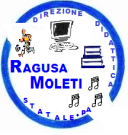 DIREZIONE DIDATTICA
RAGUSA
MOLETI
STATALE-PA